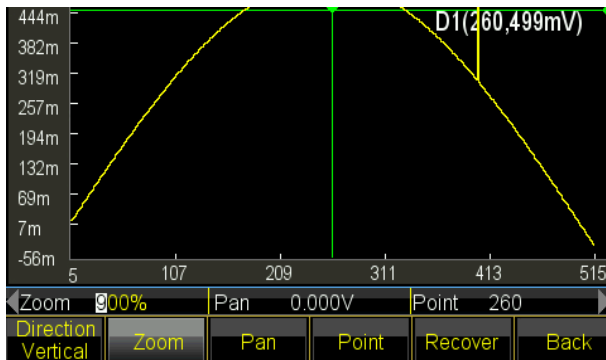 444m
D1(260,499mV)
382m
319m
257m
194m
132m
69m
7m
-56m
5 107 209 311 413 515
Zoom 900% Pan 0.000V Point 260
Direction
Vertical Zoom Pan Point Recover Back